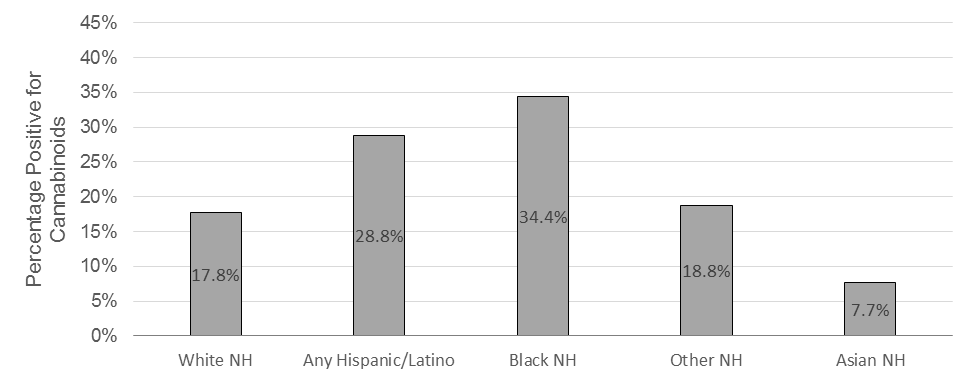 Percentage Positive for
Cannabinoids
45%
40%
35%
30%
25%
20%
15%
10%
5%
0%
17.8%
28.8%
34.4%
18.8%
7.7%
White NH
Any Hispanic/Latino
Black NH
Other NH
Asian NH